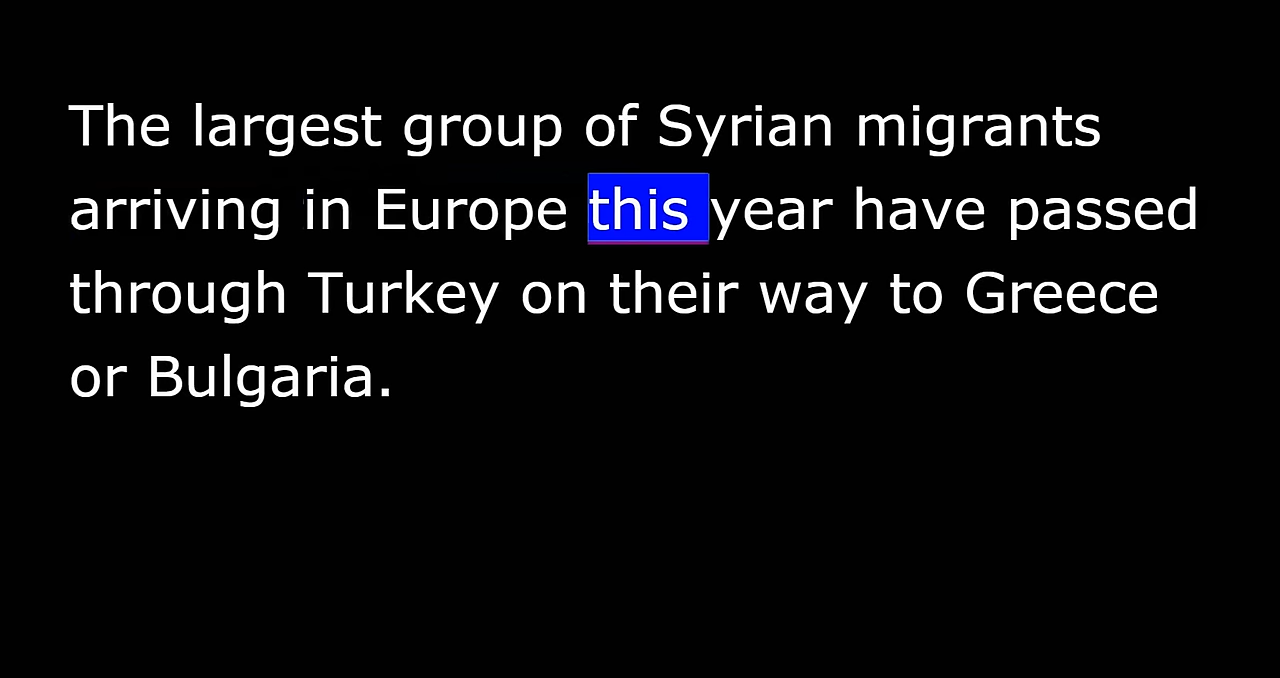 The largest group of Syrian migrants
arriving in Europe this year have passed
through Turkey on their way to Greece
or Bulgaria.